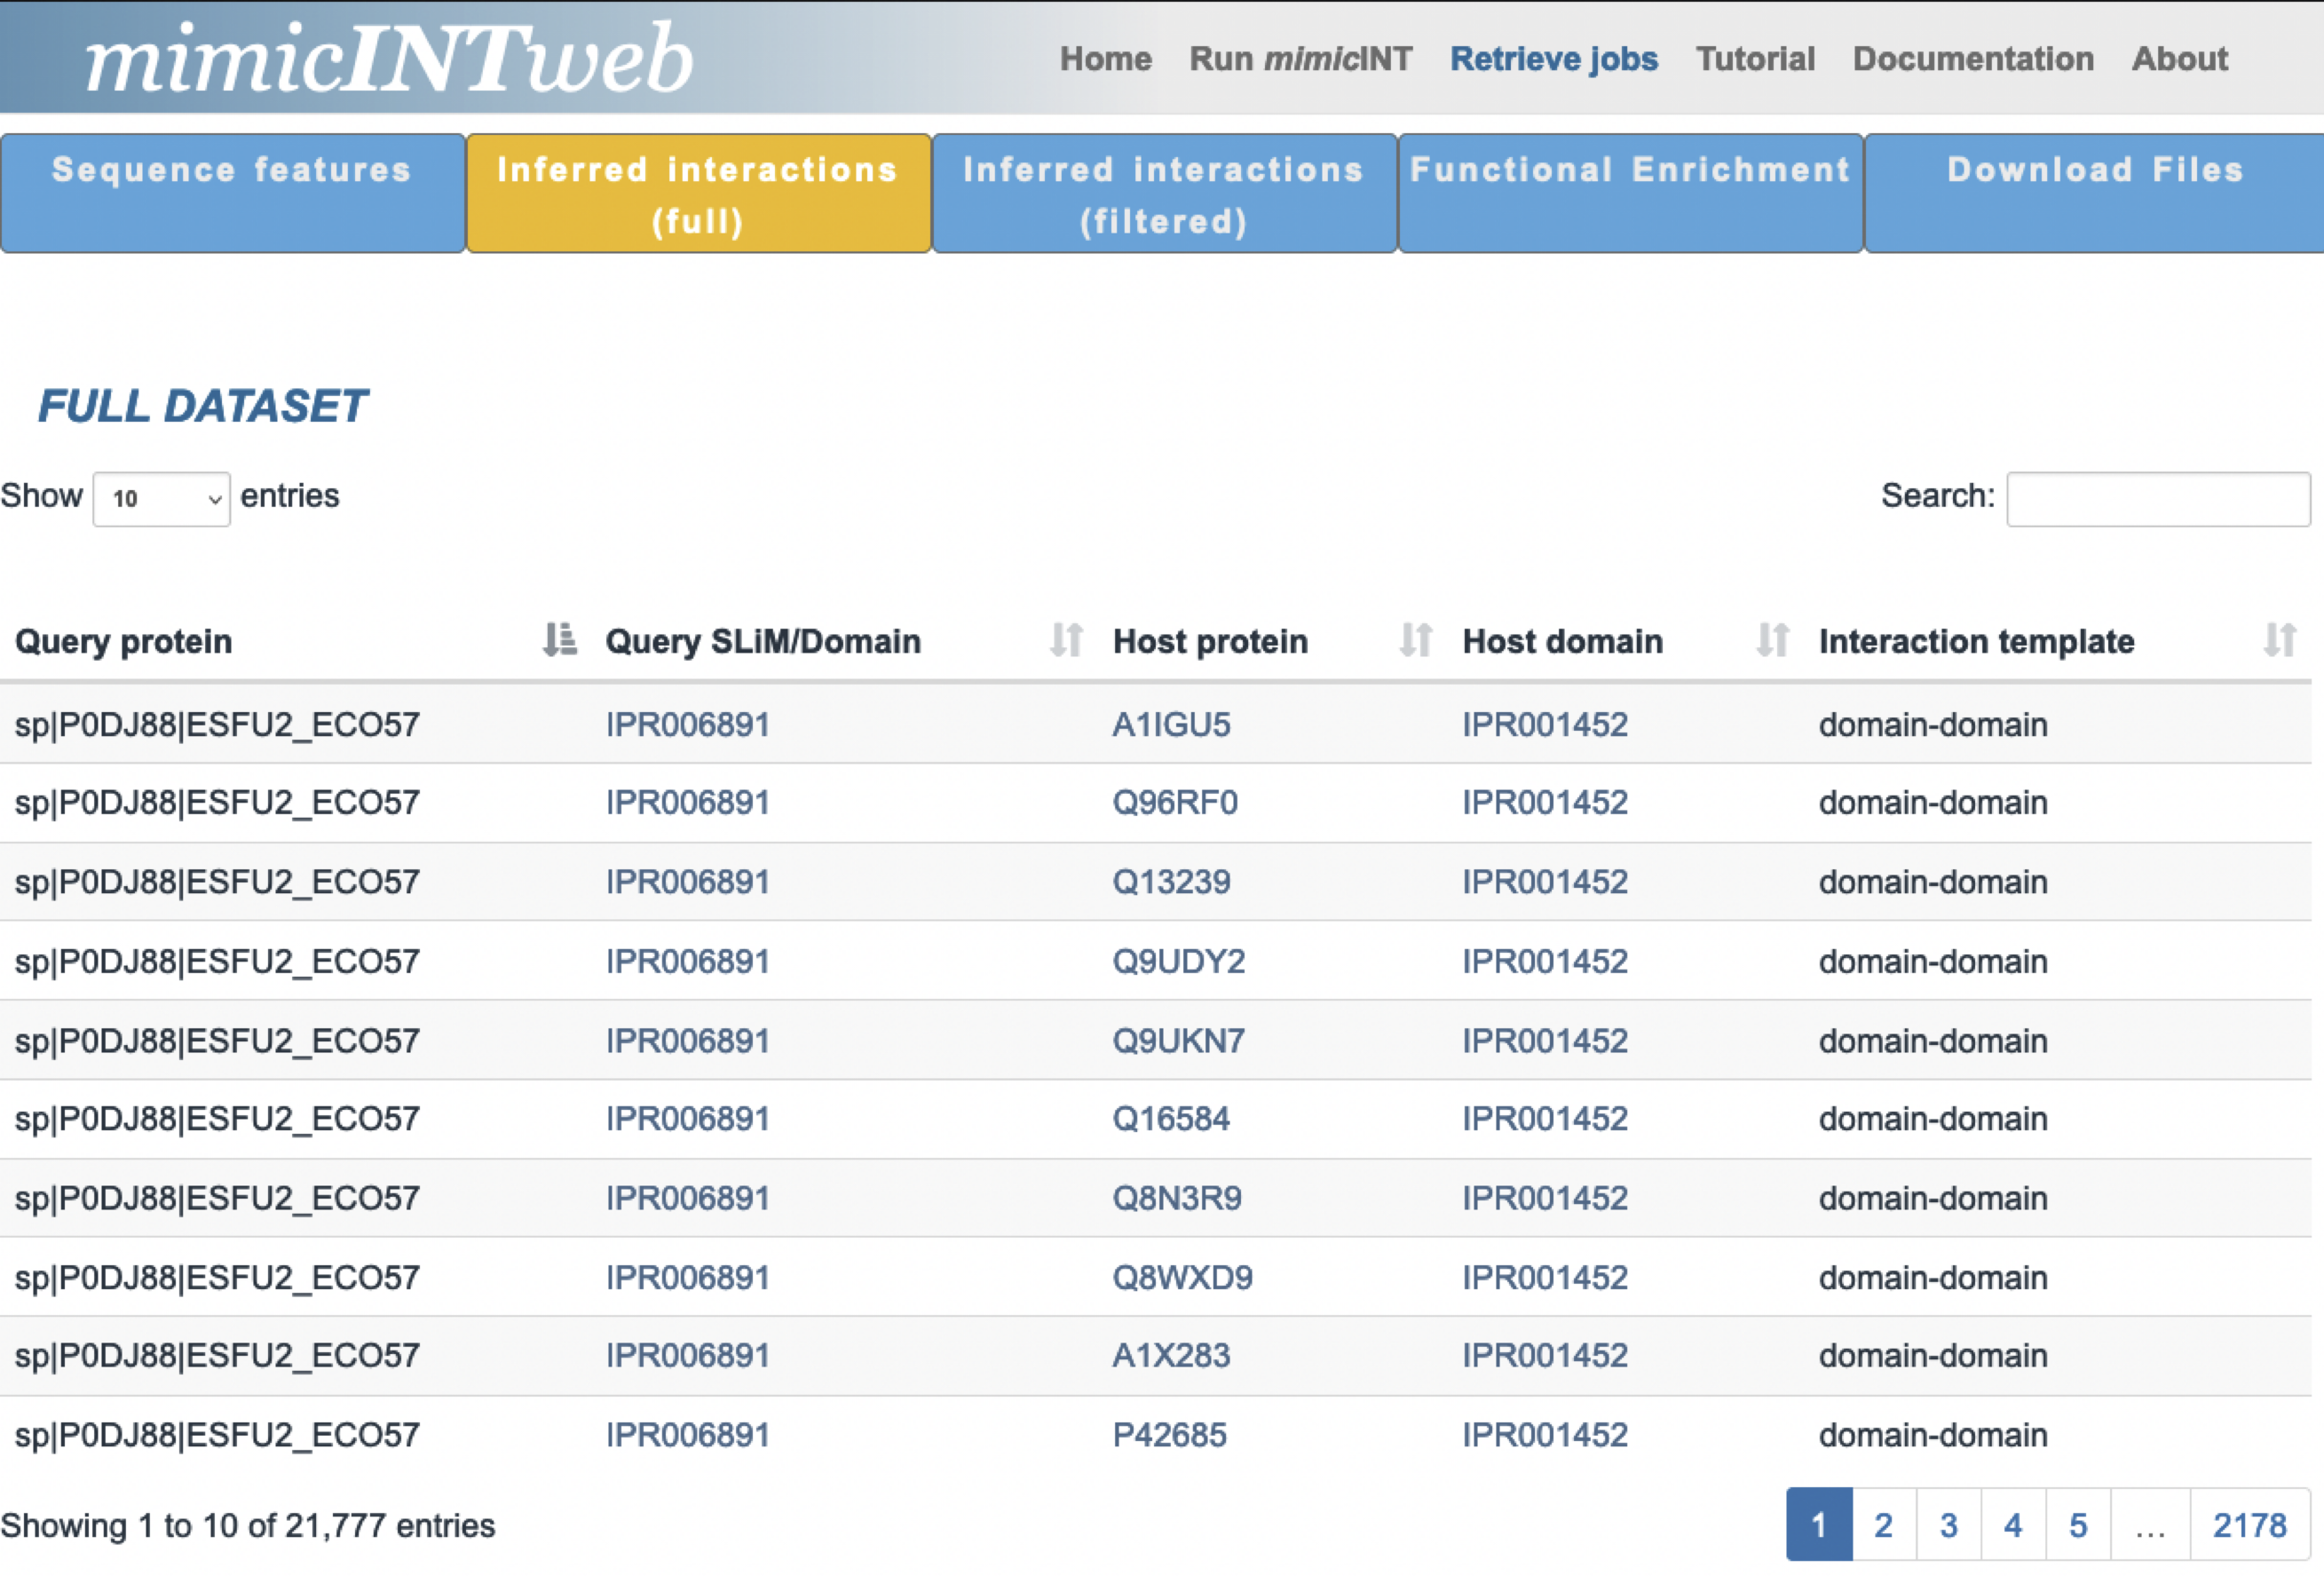 mimicINTweb
Home Run mimicINT Retrieve jobs Tutorial Documentation About
Sequence features
Inferred interactions
(full)
Inferred interactions
(filtered)
Functional Enrichment
Download Files
FULL DATASET
Show 10 entries
Search:
Query protein Query SLiM/Domain Host protein Host domain Interaction template
sp|P0DJ88|ESFU2_ECO57 IPR006891 A1IGU5 IPR001452 domain-domain
sp|P0DJ88|ESFU2_ECO57 IPR006891 Q96RF0 IPR001452 domain-domain
sp|P0DJ88|ESFU2_ECO57 IPR006891 Q13239 IPR001452 domain-domain
sp|P0DJ88|ESFU2_ECO57 IPR006891 Q9UDY2 IPR001452 domain-domain
sp|P0DJ88|ESFU2_ECO57 IPR006891 Q9UKN7 IPR001452 domain-domain
sp|P0DJ88|ESFU2_ECO57 IPR006891 Q16584 IPR001452 domain-domain
sp|P0DJ88|ESFU2_ECO57 IPR006891 Q8N3R9 IPR001452 domain-domain
sp|P0DJ88|ESFU2_ECO57 IPR006891 Q8WXD9 IPR001452 domain-domain
sp|P0DJ88|ESFU2_ECO57 IPR006891 A1X283 IPR001452 domain-domain
sp|P0DJ88|ESFU2_ECO57 IPR006891 P42685 IPR001452 domain-domain
Showing 1 to 10 of 21,777 entries
1 2 3 4 5 ... 2178